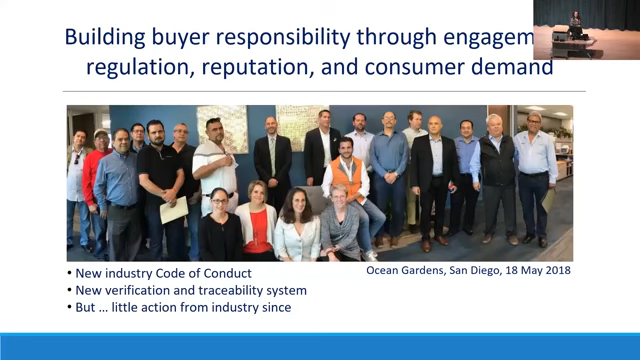 Building buyer responsibility through engagem
regulation, reputation, and consumer demand
Ocean Gardens, San Diego, 18 May 2018
• New industry Code of Conduct
• New verification and traceability system
• But … little action from industry since